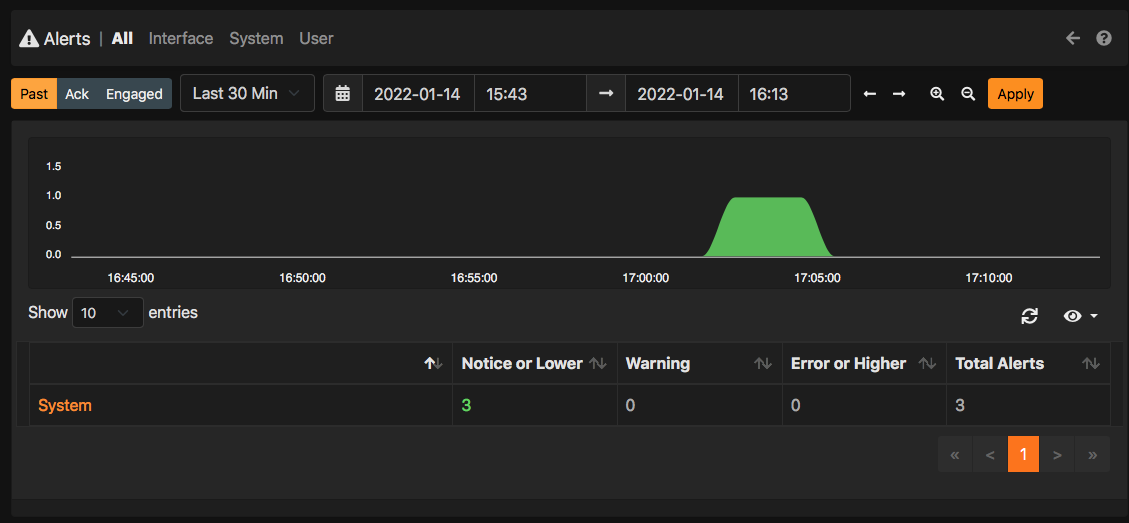 Alerts | All Interface System User
Past Ack Engaged Last 30 Min 2022-01-14 15:43 2022-01-14 16:13 Apply
1.5
1.0
0.5
0.0
16:45:00 16:50:00 16:55:00 17:00:00 17:05:00 17:10:00
Show 10 entries
Notice or Lower Warning Error or Higher Total Alerts
System 3 0 0 3
« < 1 > »